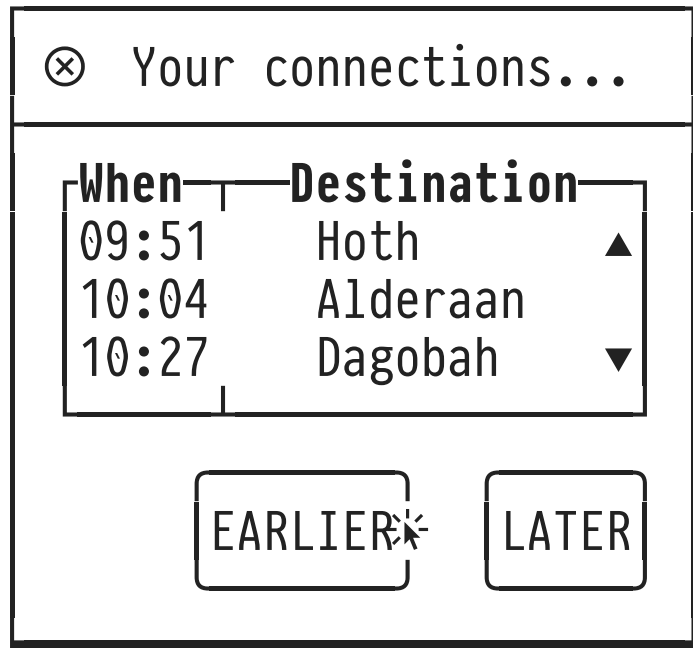 Your connections...
When Destination
09:51 Hoth
10:04 Alderaan
10:27 Dagobah
EARLIER LATER